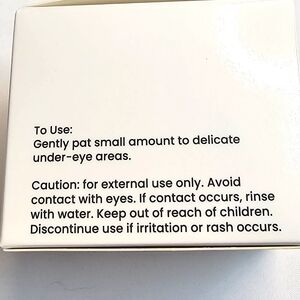 To Use:
Gently pat small amount to delicate
under-eye areas.
Caution: for external use only. Avoid
contact with eyes. If contact occurs, rinse
with water. Keep out of reach of children.
Discontinue use if irritation or rash occurs.